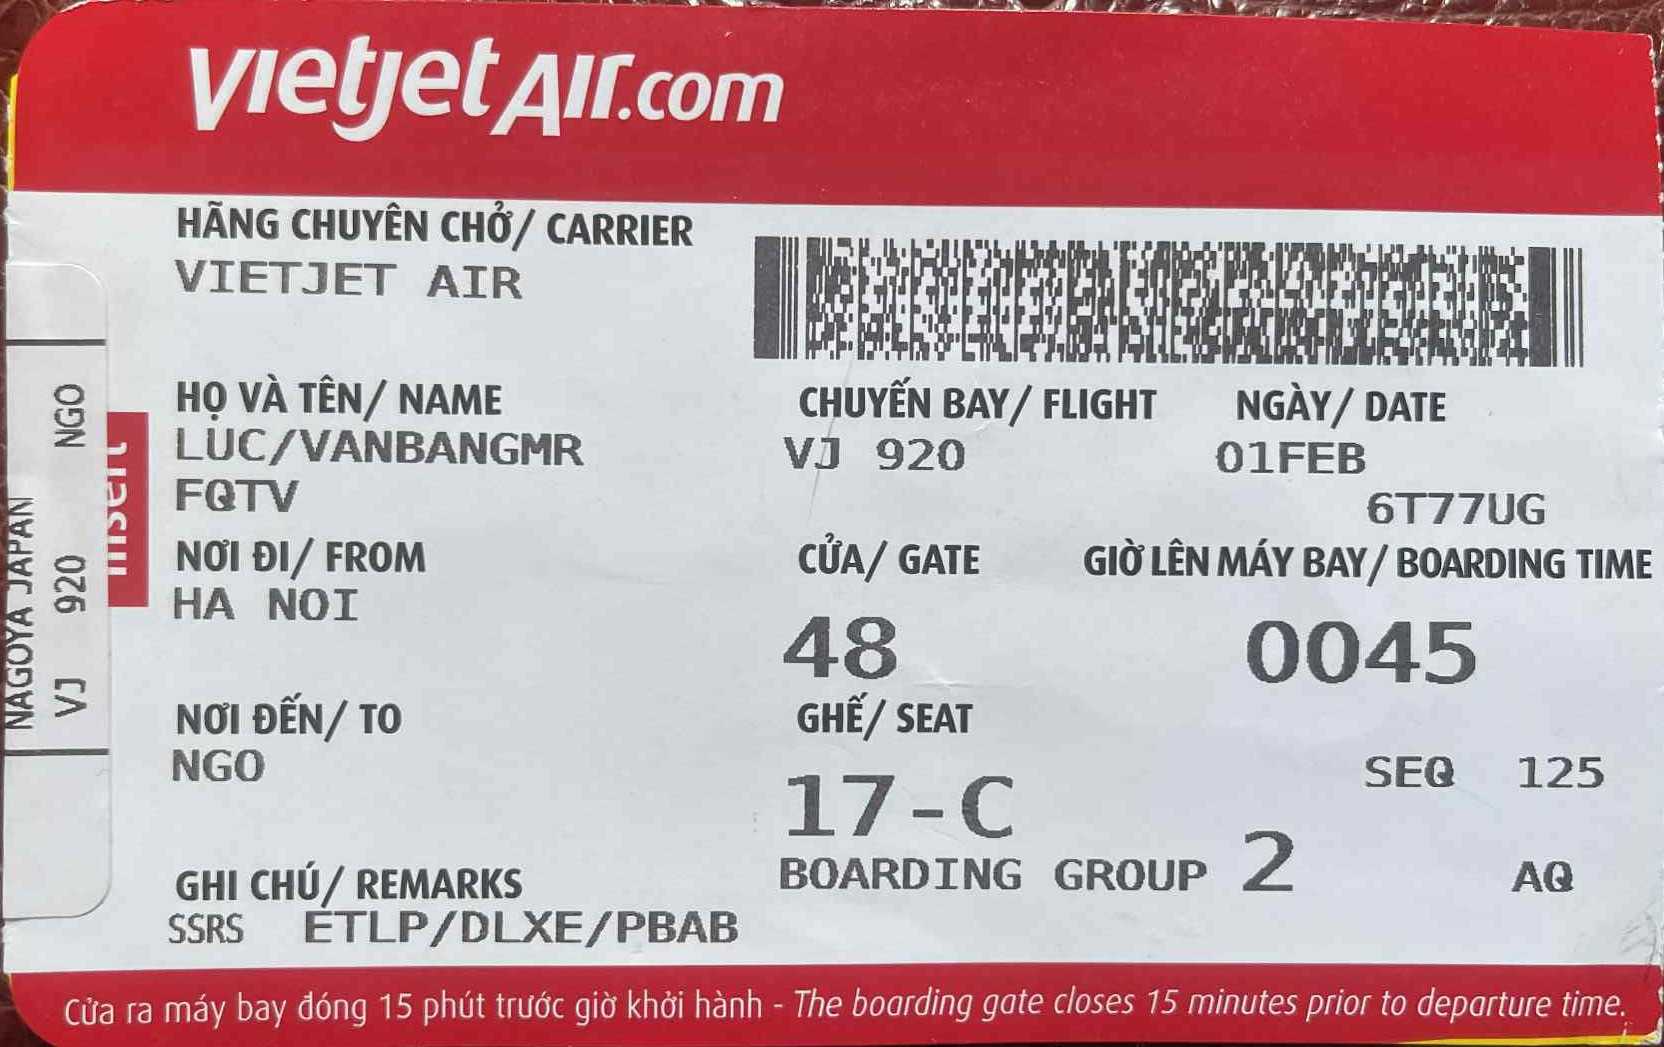 vietjetAir.com
HÃNG CHUYÊN CHỞ/ CARRIER
VIETJET AIR
HỌ VÀ TÊN/ NAME
LUC/VANBANGMR
FQTV
CHUYẾN BAY/ FLIGHT
VJ 920
NGÀY/ DATE
01FEB
6T77UG
NƠI ĐI/ FROM
HA NOI
CỬA/ GATE
48
GIỜ LÊN MÁY BAY/ BOARDING TIME
0045
NƠI ĐẾN/ TO
NGO
GHẾ/ SEAT
17-C
SEQ 125
BOARDING GROUP 2
AQ
GHI CHÚ/ REMARKS
SSRS ETLP/DLXE/PBAB
Cửa ra máy bay đóng 15 phút trước giờ khởi hành - The boarding gate closes 15 minutes prior to departure time.
NAGOYA JAPAN
VJ 920 NGO
Insert